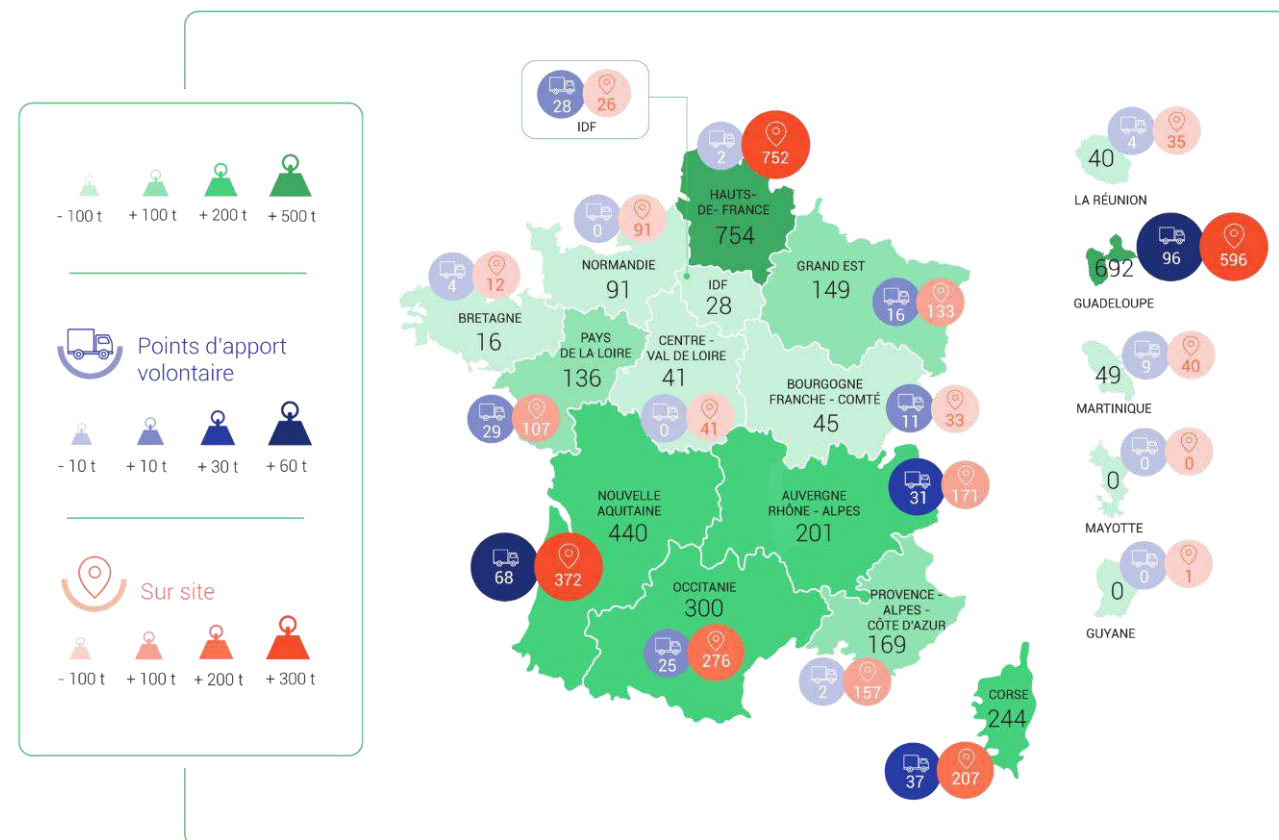 - 100 t
+ 100 t
+ 200 t
+ 500 t
Points d'apport
volontaire
- 10 t
+ 10 t
+ 30 t
+ 60 t
Sur site
- 100 t
+ 100 t
+ 200 t
+ 300 t
28
26
IDF
2
752
HAUTS-
DE- FRANCE
754
0
91
NORMANDIE
91
4
12
BRETAGNE
16
IDF
28
GRAND EST
149
16
133
PAYS
DE LA LOIRE
136
29
107
CENTRE -
VAL DE LOIRE
41
0
41
BOURGOGNE
FRANCHE - COMTÉ
45
11
33
NOUVELLE
AQUITAINE
440
68
372
AUVERGNE
RHÔNE - ALPES
201
31
171
OCCITANIE
300
25
276
PROVENCE -
ALPES -
CÔTE D'AZUR
169
2
157
CORSE
244
37
207
40
4
35
LA RÉUNION
692
96
596
GUADELOUPE
49
9
40
MARTINIQUE
0
0
0
MAYOTTE
0
0
1
GUYANE